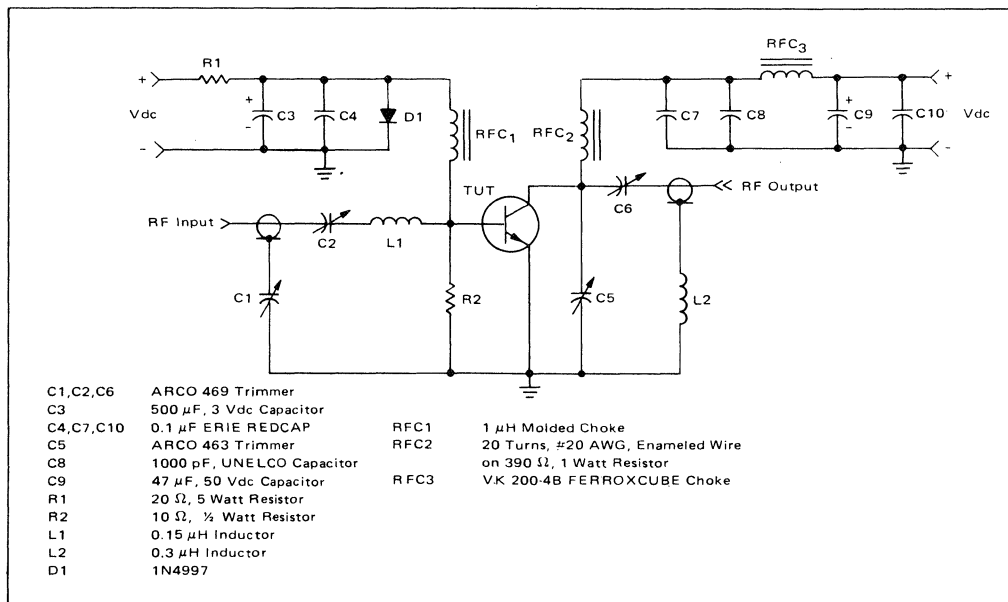 RFC3
R1
+
+
Vdc
+
-
C3
C4
D1
RFC1
RFC2
C7
C8
+
-
C9
C10
Vdc
-
-
TUT
C6
RF Output
RF Input
C2
L1
C1
R2
C5
L2
C1,C2,C6 ARCO 469 Trimmer
C3 500 μF, 3 Vdc Capacitor
C4,C7,C10 0.1 μF ERIE REDCAP
C5 ARCO 463 Trimmer
C8 1000 pF, UNELCO Capacitor
C9 47 μF, 50 Vdc Capacitor
R1 20 Ω, 5 Watt Resistor
R2 10 Ω, ½ Watt Resistor
L1 0.15 μH Inductor
L2 0.3 μH Inductor
D1 1N4997
RFC1 1 μH Molded Choke
RFC2 20 Turns, #20 AWG, Enameled Wire
on 390 Ω, 1 Watt Resistor
RFC3 VK 200-4B FERROXCUBE Choke